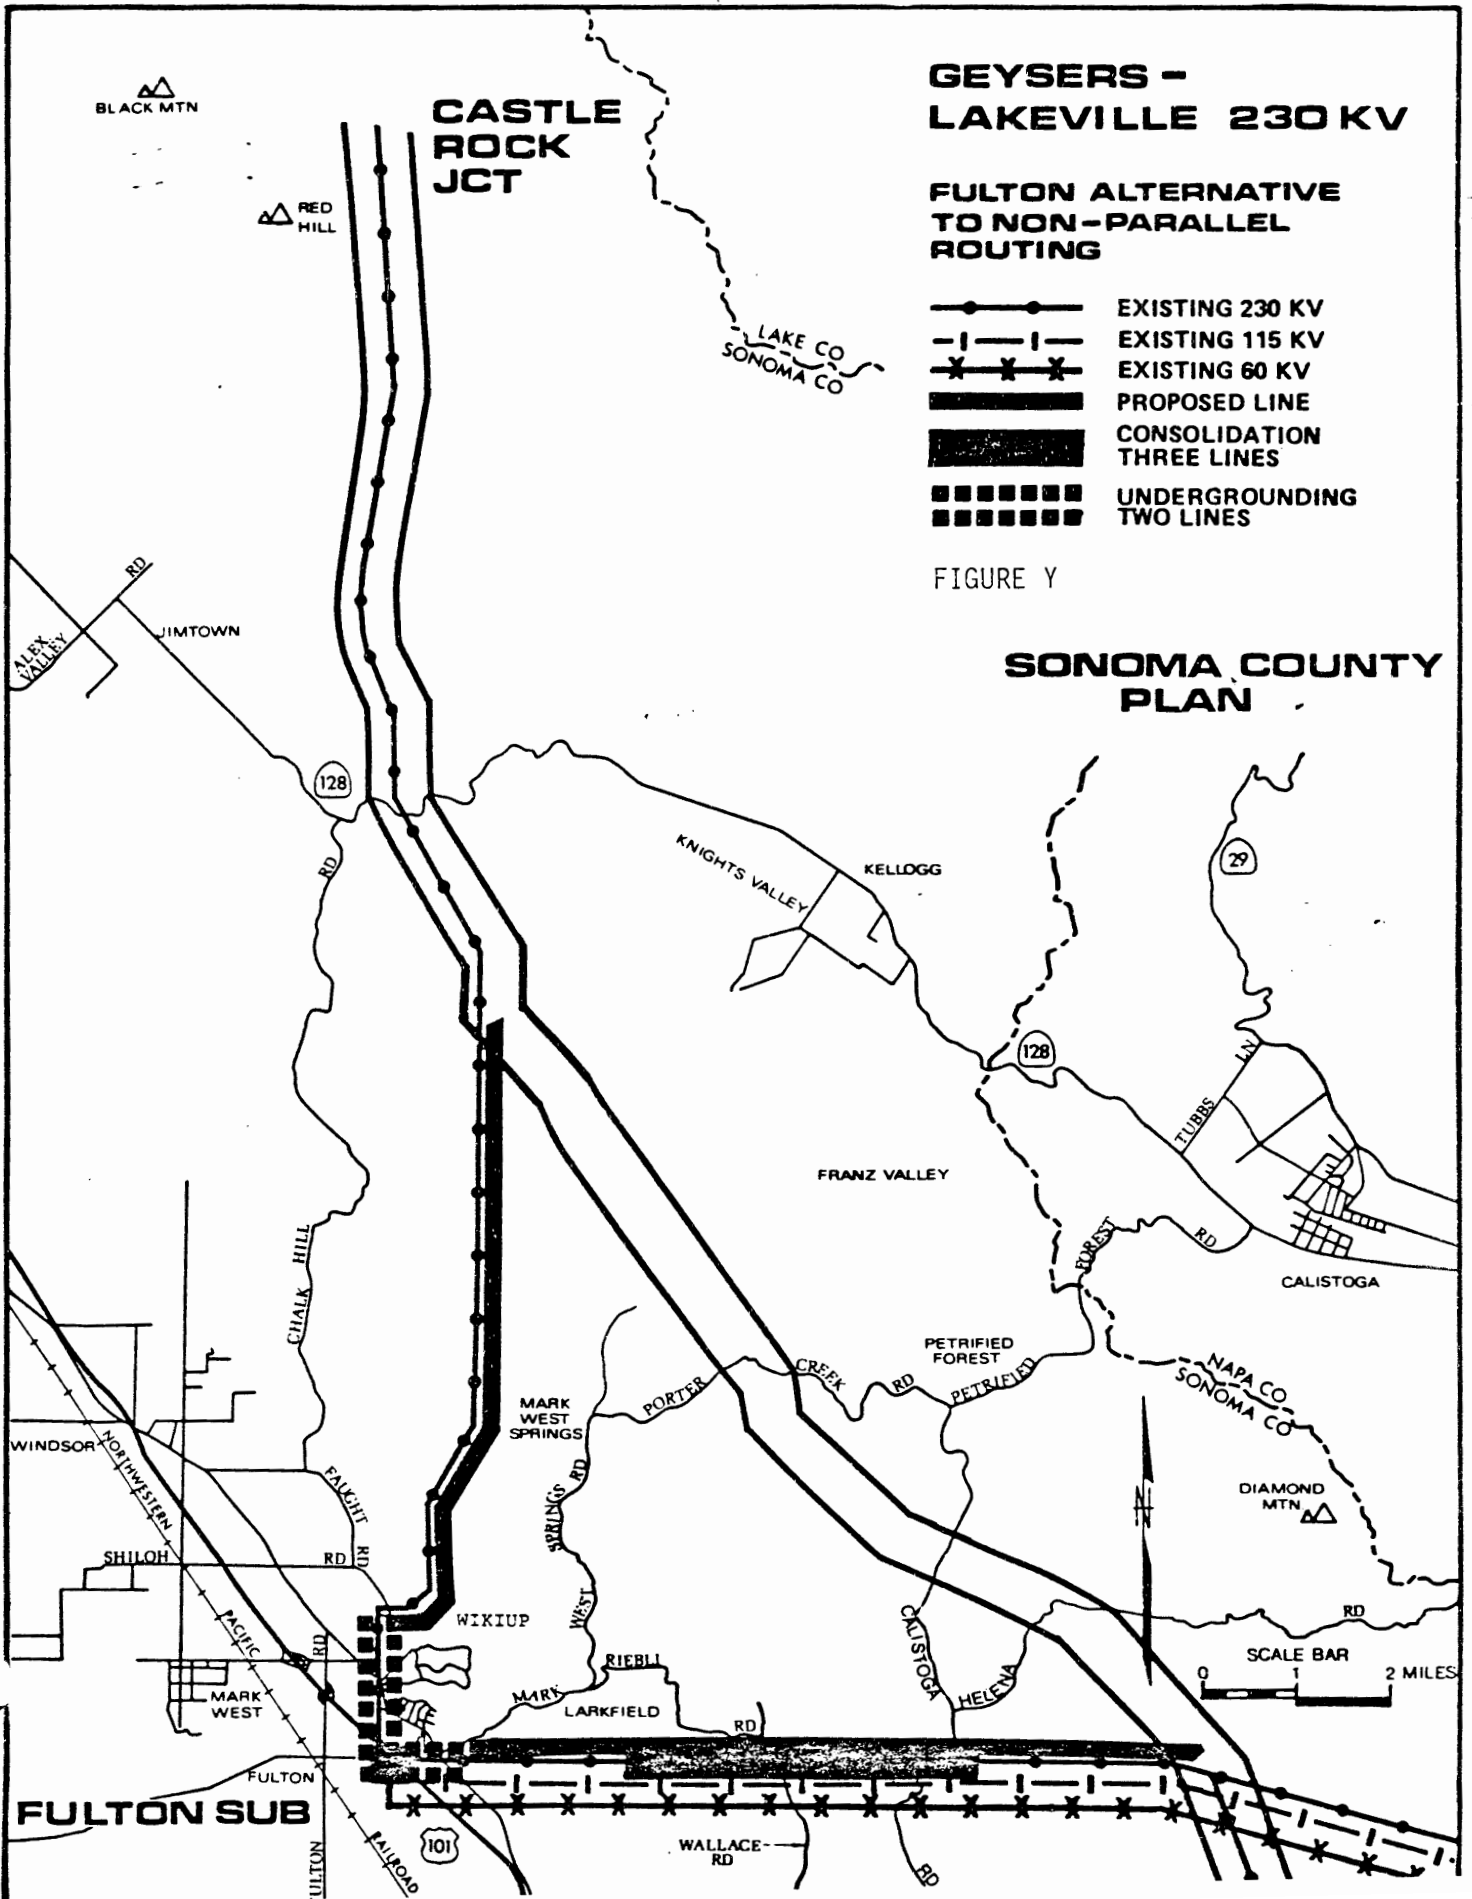 GEYSERS –
LAKEVILLE 230 KV
FULTON ALTERNATIVE
TO NON–PARALLEL
ROUTING
EXISTING 230 KV
EXISTING 115 KV
EXISTING 60 KV
PROPOSED LINE
CONSOLIDATION
THREE LINES
UNDERGROUNDING
TWO LINES
FIGURE Y
SONOMA COUNTY
PLAN
BLACK MTN
CASTLE
ROCK
JCT
RED
HILL
LAKE CO
SONOMA CO
RD
ALEX
VALLEY
JIMTOWN
128
RD
KNIGHTS VALLEY
KELLOGG
29
128
TUBBS
LN
FRANZ VALLEY
FOREST
RD
CALISTOGA
CHALK HILL
PETRIFIED
FOREST
NAPA CO
SONOMA CO
PORTER
CREEK
RD
PETRIFIED
MARK
WEST
SPRINGS
WINDSOR
NORTHWESTERN
FAUGHT
RD
SPRINGS
RD
DIAMOND
MTN
N
SHILOH
RD
WIKIUP
WEST
CALISTOGA
RD
PACIFIC
RD
SCALE BAR
0 1 2 MILES
MARK
WEST
RIEBLI
MARK
LARKFIELD
HELENA
RD
FULTON
FULTON SUB
101
WALLACE
RD
RD
RAILROAD
FULTON